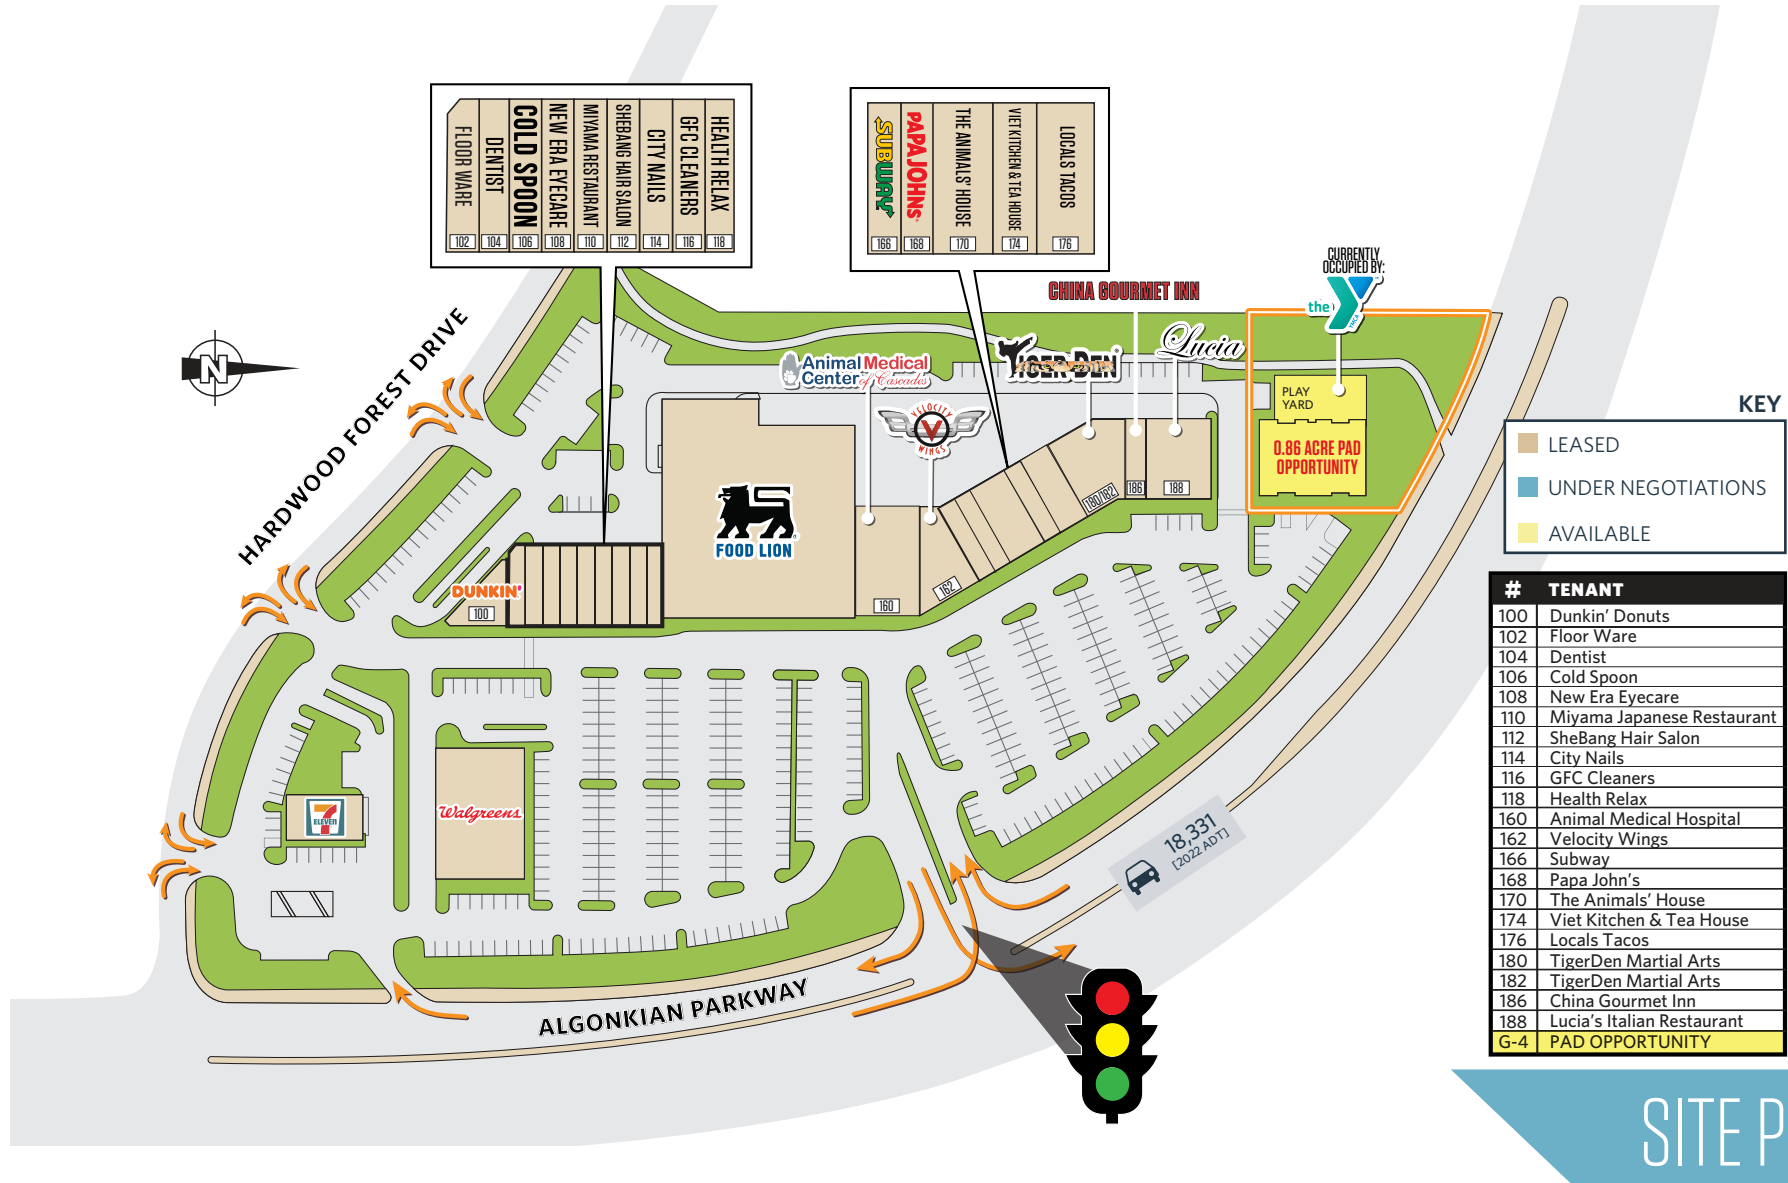 FLOOR WARE
DENTIST
COLD SPOON
NEW ERA EYECARE
MIYAMA RESTAURANT
SHEBANG HAIR SALON
CITY NAILS
GFC CLEANERS
HEALTH RELAX
102
104
106
108
110
112
114
116
118
SUBWAY
PAPA JOHNS
THE ANIMALS' HOUSE
VIET KITCHEN & TEA HOUSE
LOCALS TACOS
166
168
170
174
176
CURRENTLY
OCCUPIED BY:
the Y
YMCA
CHINA GOURMET INN
TIGER DEN
Lucia
Animal Medical
Center of Cascades
VELOCITY
V
WINGS
N
HARDWOOD FOREST DRIVE
PLAY
YARD
0.86 ACRE PAD
OPPORTUNITY
FOOD LION
DUNKIN'
100
160
162
180/182
186
188
7
ELEVEN
Walgreens
18,331
[2022 ADT]
ALGONKIAN PARKWAY
KEY
LEASED
UNDER NEGOTIATIONS
AVAILABLE
# TENANT
100 Dunkin' Donuts
102 Floor Ware
104 Dentist
106 Cold Spoon
108 New Era Eyecare
110 Miyama Japanese Restaurant
112 SheBang Hair Salon
114 City Nails
116 GFC Cleaners
118 Health Relax
160 Animal Medical Hospital
162 Velocity Wings
166 Subway
168 Papa John's
170 The Animals' House
174 Viet Kitchen & Tea House
176 Locals Tacos
180 TigerDen Martial Arts
182 TigerDen Martial Arts
186 China Gourmet Inn
188 Lucia's Italian Restaurant
G-4 PAD OPPORTUNITY
SITE P